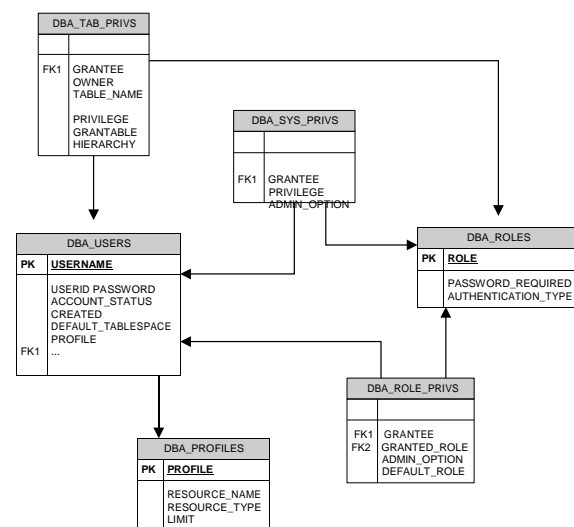 DBA_TAB_PRIVS
FK1 GRANTEE
OWNER
TABLE_NAME
PRIVILEGE
GRANTABLE
HIERARCHY
DBA_SYS_PRIVS
FK1 GRANTEE
PRIVILEGE
ADMIN_OPTION
DBA_USERS
PK USERNAME
USERID PASSWORD
ACCOUNT_STATUS
CREATED
DEFAULT_TABLESPACE
PROFILE
FK1 ...
DBA_ROLES
PK ROLE
PASSWORD_REQUIRED
AUTHENTICATION_TYPE
DBA_ROLE_PRIVS
FK1 GRANTEE
FK2 GRANTED_ROLE
ADMIN_OPTION
DEFAULT_ROLE
DBA_PROFILES
PK PROFILE
RESOURCE_NAME
RESOURCE_TYPE
LIMIT